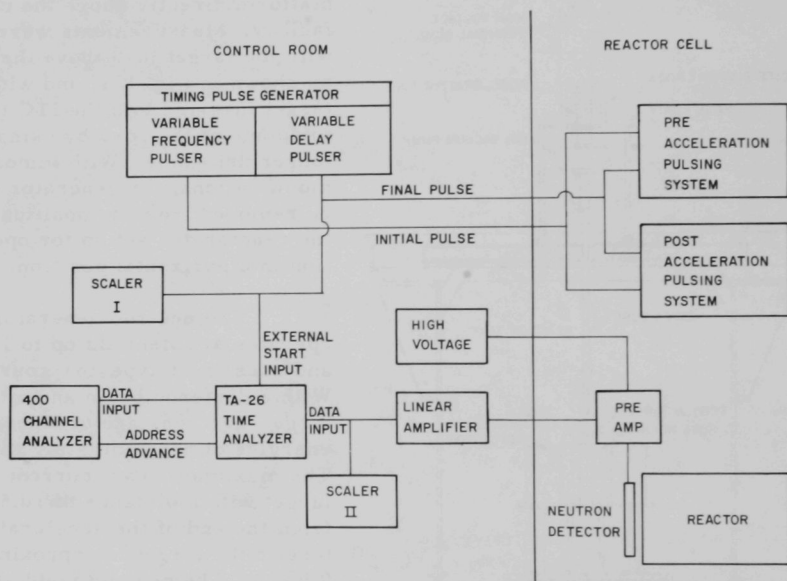 CONTROL ROOM
REACTOR CELL
TIMING PULSE GENERATOR
VARIABLE
FREQUENCY
PULSER
VARIABLE
DELAY
PULSER
PRE
ACCELERATION
PULSING
SYSTEM
FINAL PULSE
INITIAL PULSE
POST
ACCELERATION
PULSING
SYSTEM
SCALER
I
HIGH
VOLTAGE
EXTERNAL
START
INPUT
400
CHANNEL
ANALYZER
DATA
INPUT
ADDRESS
ADVANCE
TA-26
TIME
ANALYZER
DATA
INPUT
LINEAR
AMPLIFIER
PRE
AMP
SCALER
II
NEUTRON
DETECTOR
REACTOR